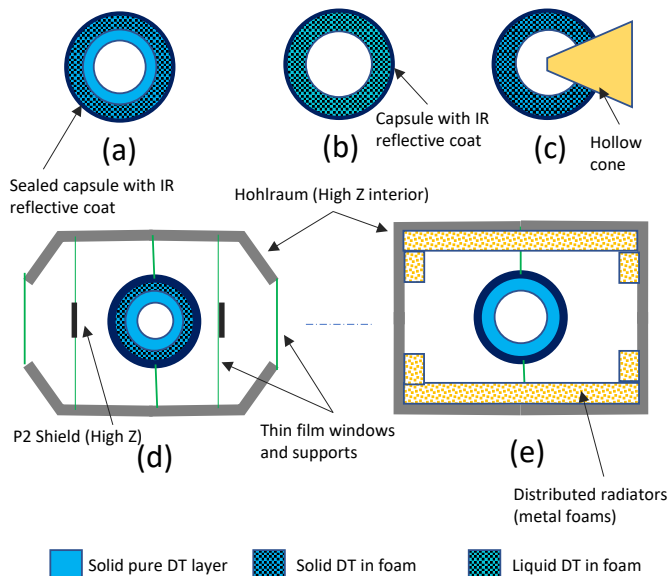 (a)
(b)
(c)
Capsule with IR
reflective coat
Hollow
cone
Sealed capsule with IR
reflective coat
Hohlraum (High Z interior)
P2 Shield (High Z)
(d)
Thin film windows
and supports
(e)
Distributed radiators
(metal foams)
Solid pure DT layer
Solid DT in foam
Liquid DT in foam